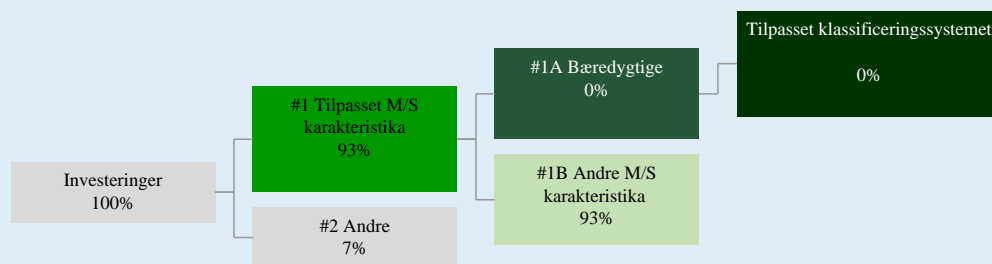 Investeringer
100%
#1 Tilpasset M/S
karakteristika
93%
#2 Andre
7%
#1A Bæredygtige
0%
#1B Andre M/S
karakteristika
93%
Tilpasset klassificeringssystemet
0%